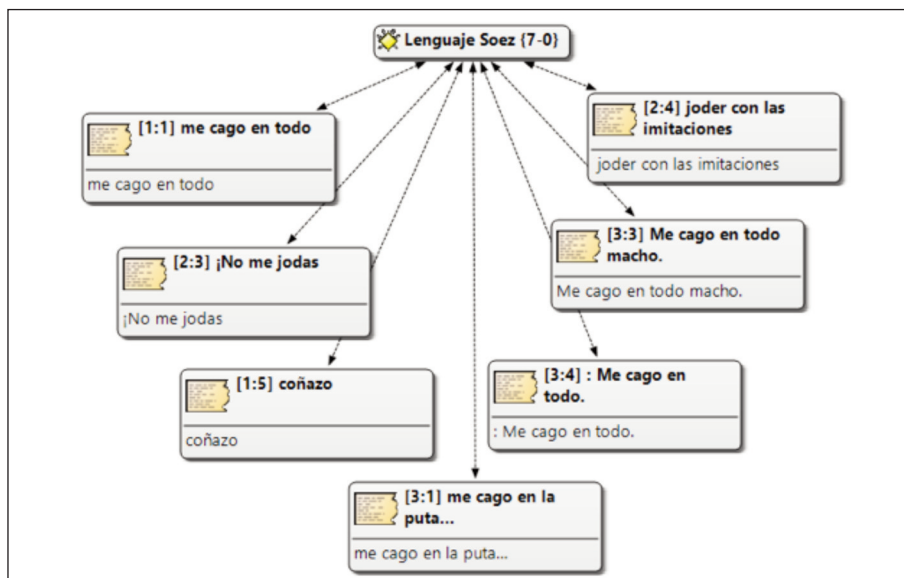 Lenguaje Soez {7-0}
[1:1] me cago en todo
me cago en todo
[2:4] joder con las
imitaciones
joder con las imitaciones
[2:3] ¡No me jodas
¡No me jodas
[3:3] Me cago en todo
macho.
Me cago en todo macho.
[1:5] coñazo
coñazo
[3:4] : Me cago en
todo.
: Me cago en todo.
[3:1] me cago en la
puta...
me cago en la puta...